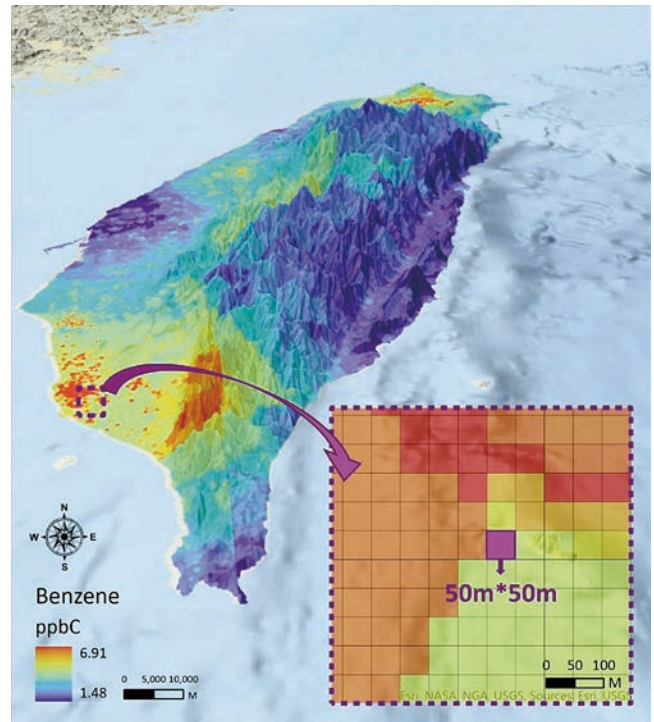 N
W E
S
Benzene
ppbC
6.91
1.48
0 5,000 10,000
M
50m*50m
0 50 100
M
Esri, NASA, NGA, USGS, Sources: Esri, USGS